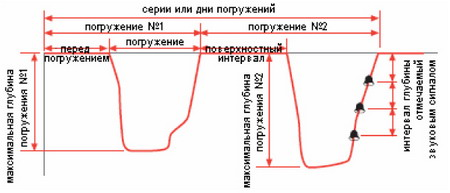 серии или дни погружений
погружение №1
погружение №2
перед
погружением
погружение
поверхностный
интервал
максимальная глубина
погружения №1
максимальная глубина
погружения №2
интервал глубины
отмечаемый
звуковым сигналом